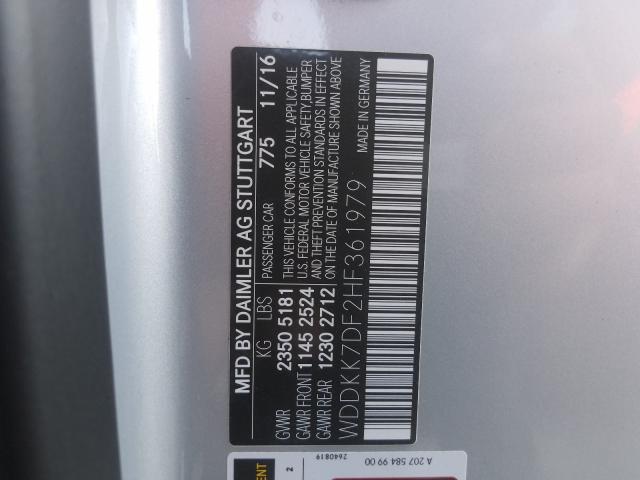 MFD BY DAIMLER AG STUTTGART
KG LBS PASSENGER CAR 775 11/16
GVWR 2350 5181 THIS VEHICLE CONFORMS TO ALL APPLICABLE
GAWR FRONT 1145 2524 U.S. FEDERAL MOTOR VEHICLE SAFETY,BUMPER
AND THEFT PREVENTION STANDARDS IN EFFECT
GAWR REAR 1230 2712 ON THE DATE OF MANUFACTURE SHOWN ABOVE
WDDKK7DF2HF361979 MADE IN GERMANY
2
2640819
A 207 584 99 00